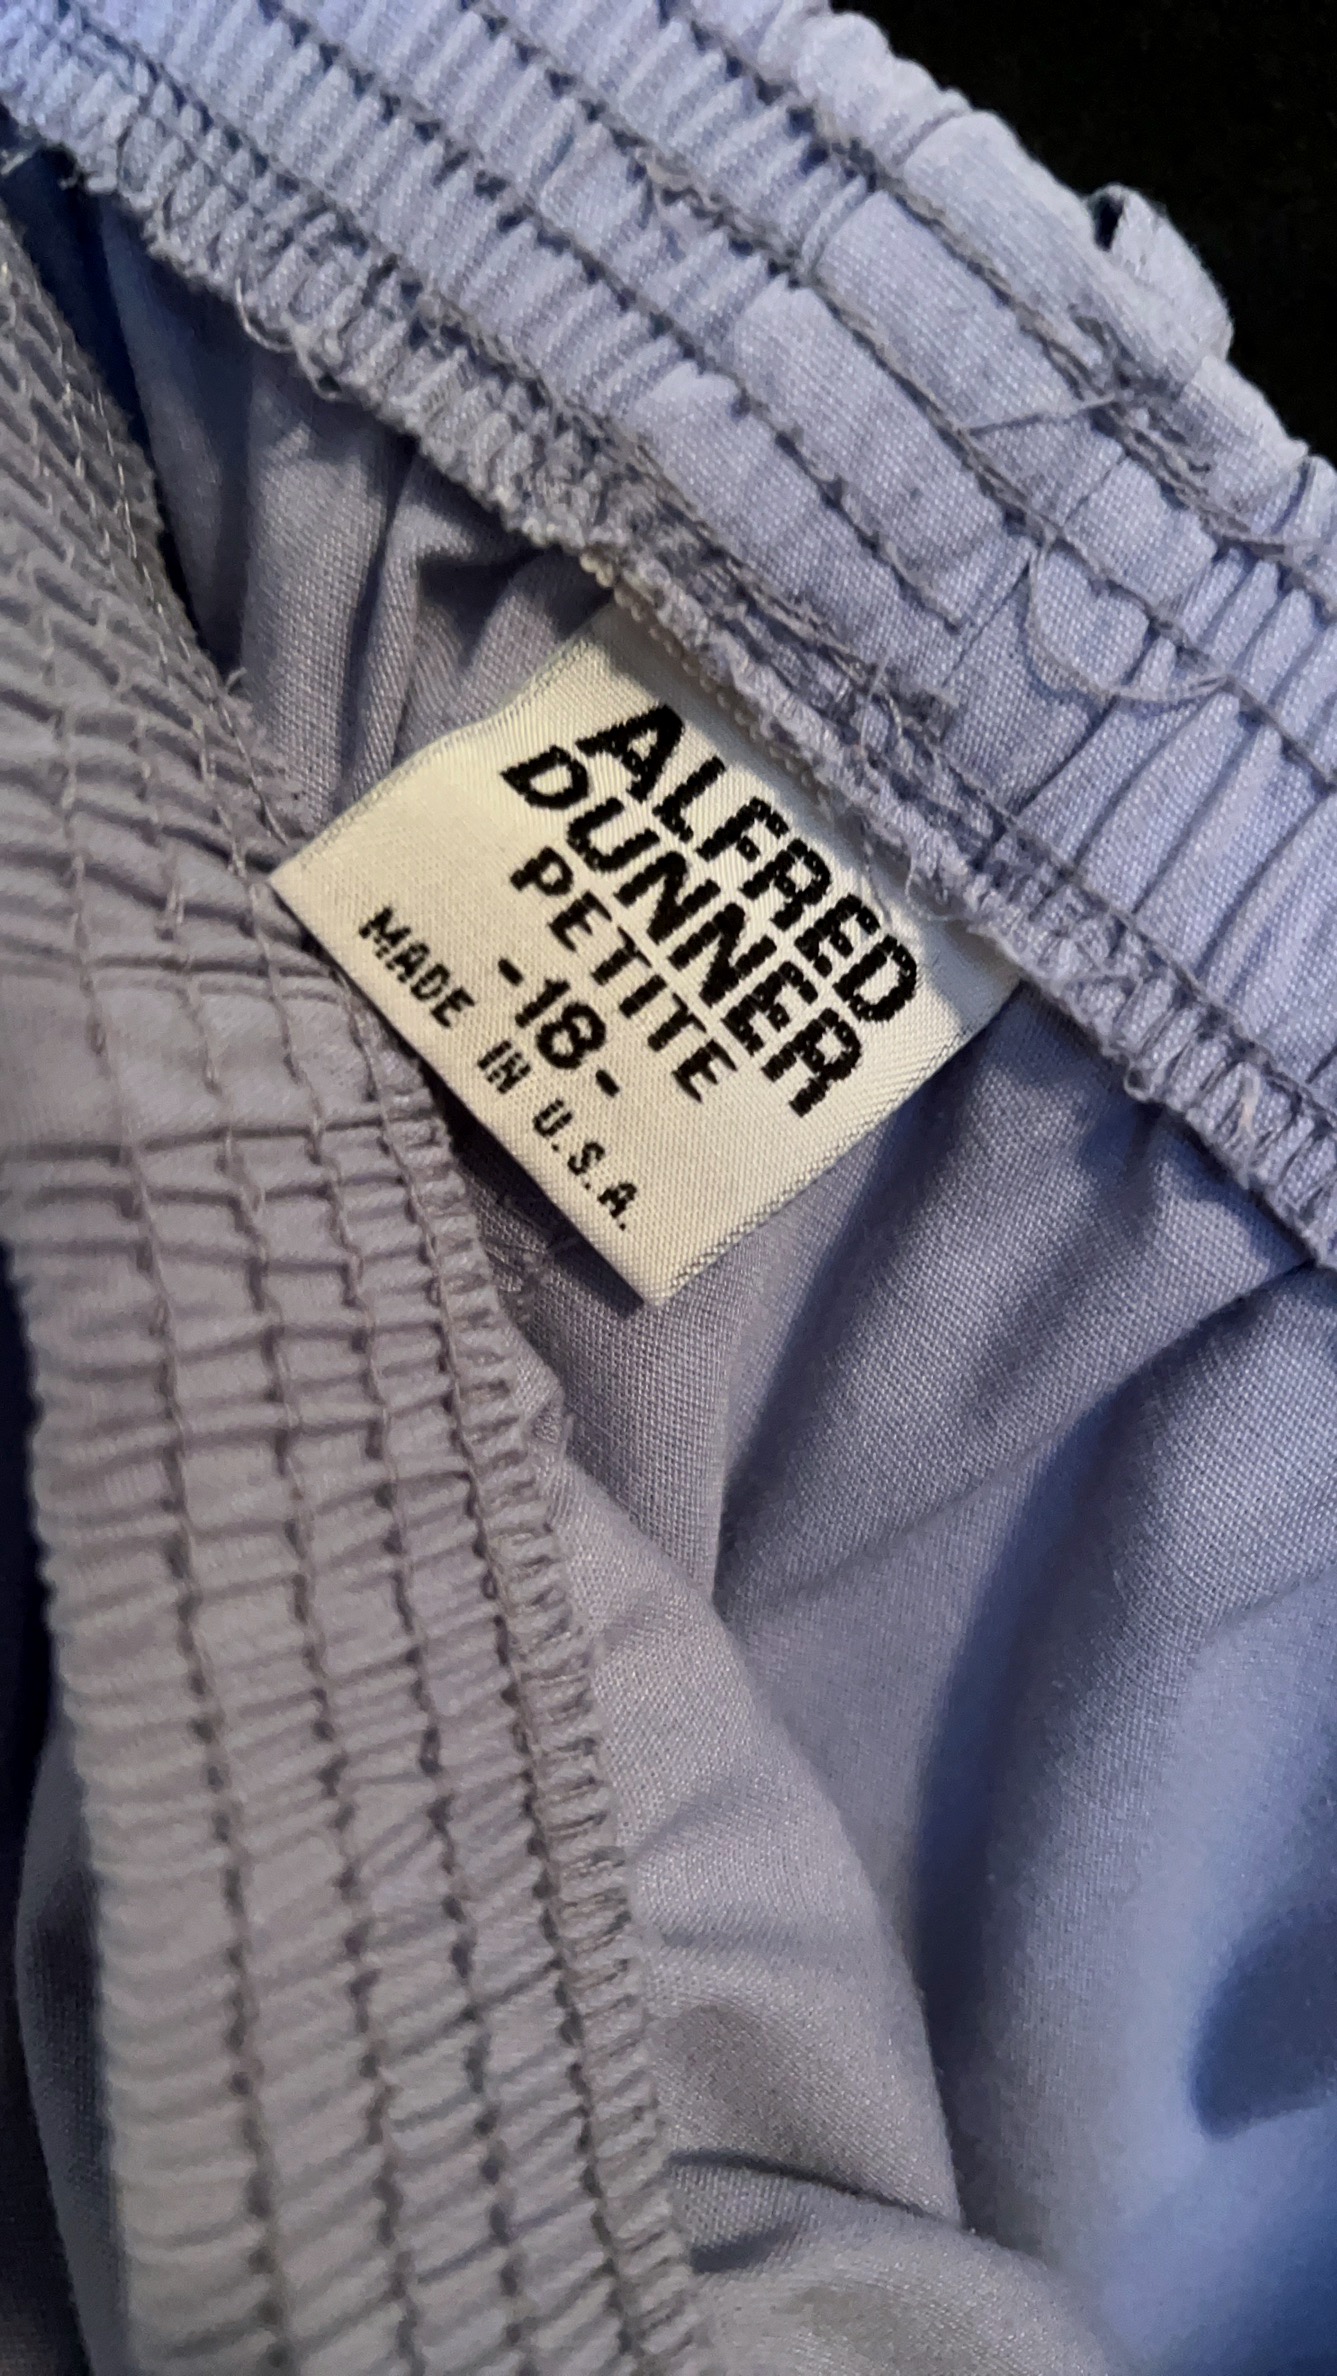 ALFRED
DUNNER
PETITE
-18-
MADE IN U.S.A.